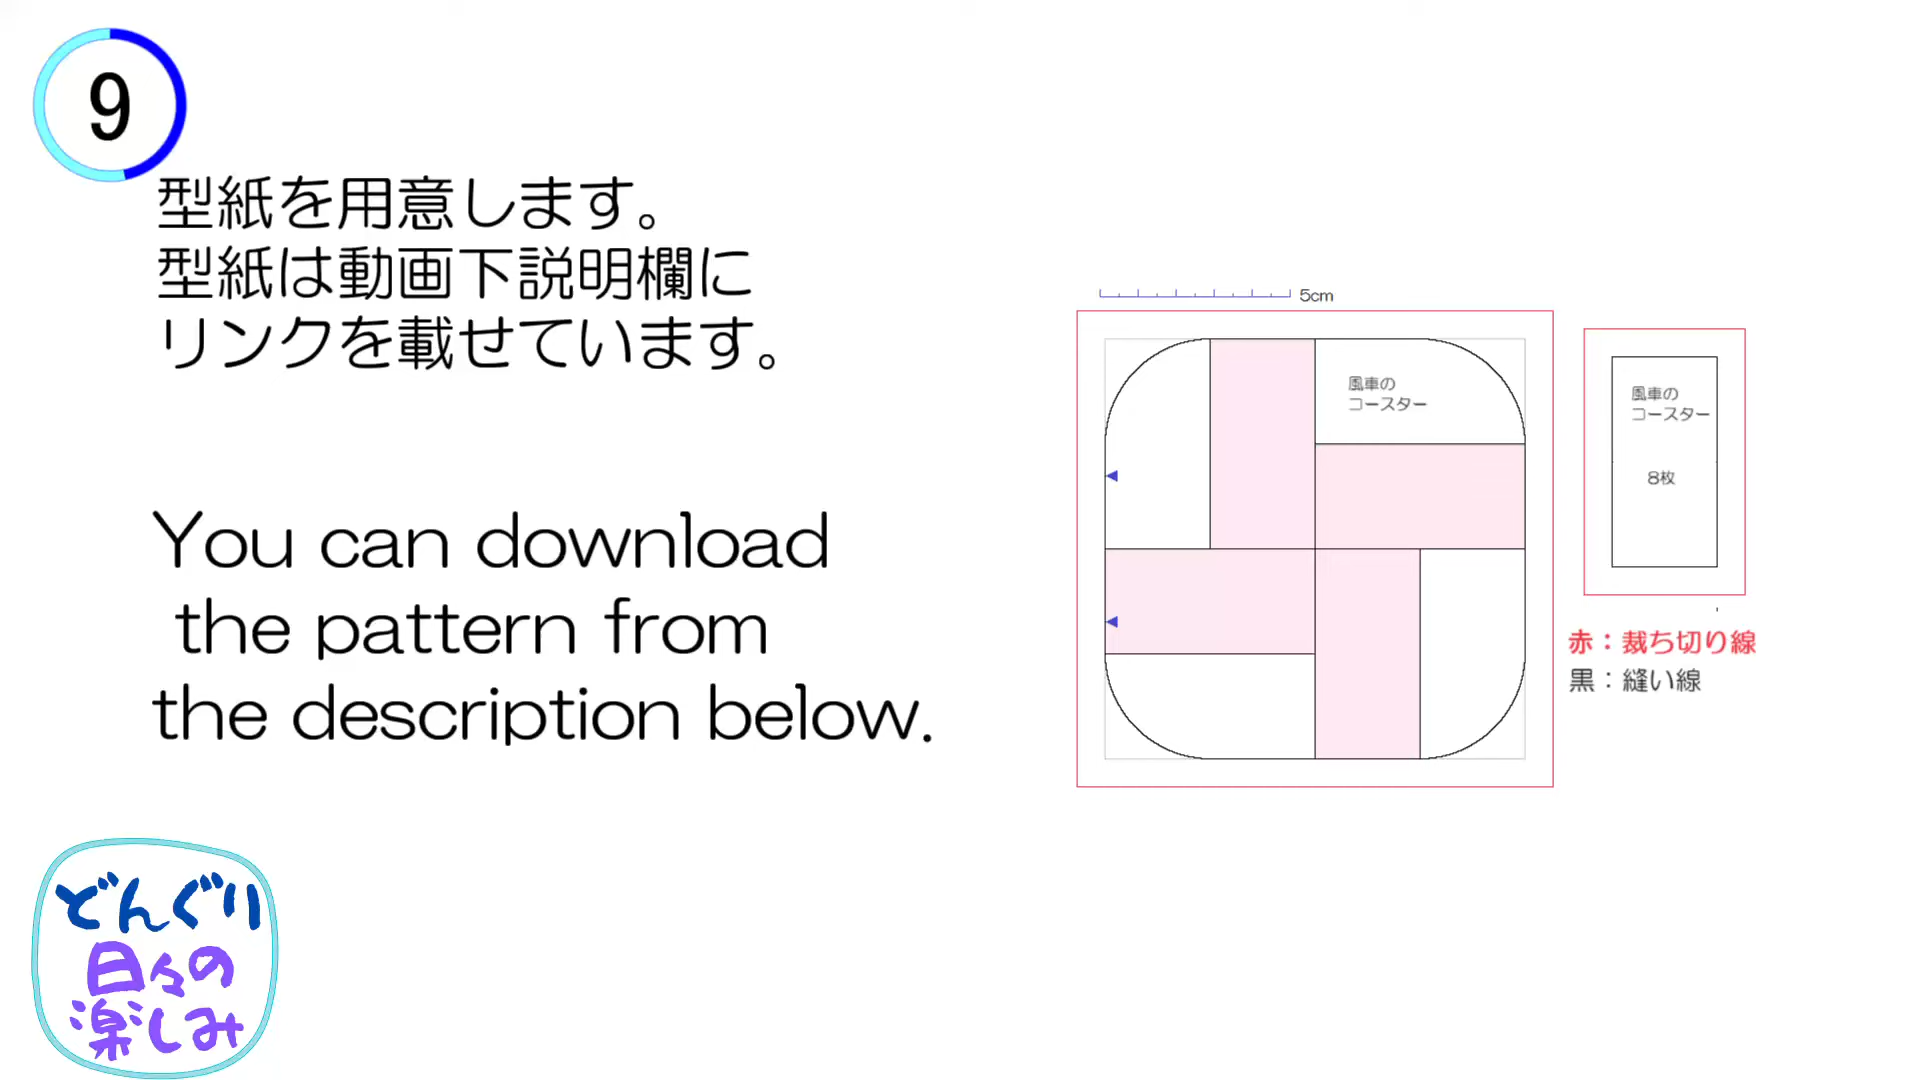 9
型紙を用意します。
型紙は動画下説明欄に
リンクを載せています。
You can download
the pattern from
the description below.
5cm
風車の
コースター
風車の
コースター
8枚
赤：裁ち切り線
黒：縫い線
どんぐり
日々の
楽しみ